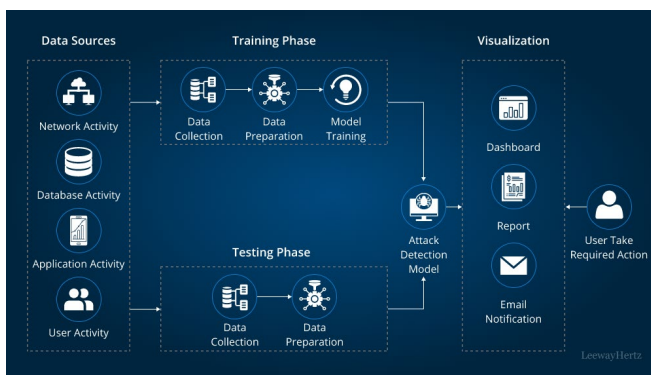 Data Sources
Network Activity
Database Activity
Application Activity
User Activity
Training Phase
Data
Collection
Data
Preparation
Model
Training
Testing Phase
Data
Collection
Data
Preparation
Attack
Detection
Model
Visualization
Dashboard
Report
Email
Notification
User Take
Required Action
LeewayHertz